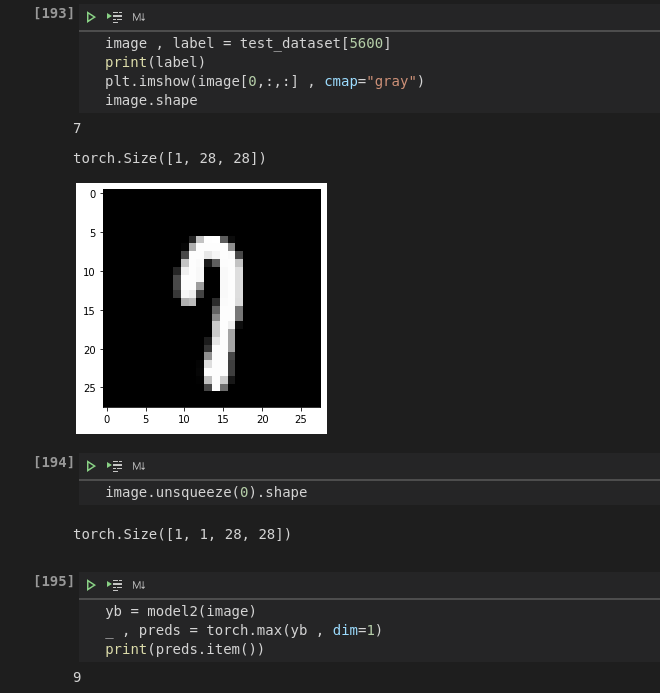 [193]
M↓
image , label = test_dataset[5600]
print(label)
plt.imshow(image[0,:,:] , cmap="gray")
image.shape
7
torch.Size([1, 28, 28])
0
5
10
15
20
25
0 5 10 15 20 25
[194]
M↓
image.unsqueeze(0).shape
torch.Size([1, 1, 28, 28])
[195]
M↓
yb = model2(image)
_ , preds = torch.max(yb , dim=1)
print(preds.item())
9